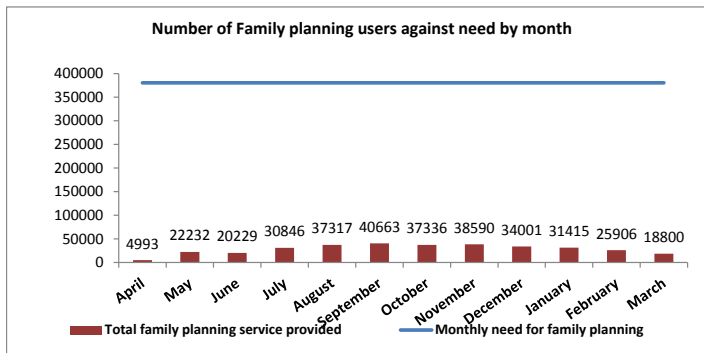 Number of Family planning users against need by month
400000
350000
300000
250000
200000
150000
100000
50000
0
4993 22232 20229 30846 37317 40663 37336 38590 34001 31415 25906 18800
April May June July August September October November December January February March
Total family planning service provided Monthly need for family planning